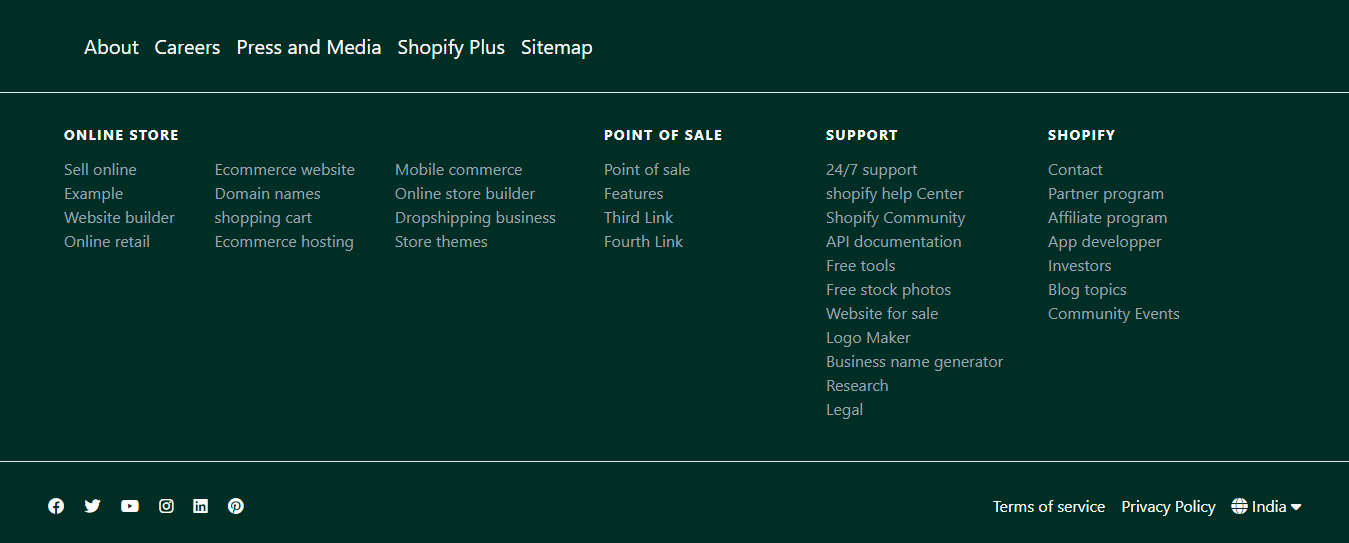 About Careers Press and Media Shopify Plus Sitemap
ONLINE STORE
Sell online
Example
Website builder
Online retail
Ecommerce website
Domain names
shopping cart
Ecommerce hosting
Mobile commerce
Online store builder
Dropshipping business
Store themes
POINT OF SALE
Point of sale
Features
Third Link
Fourth Link
SUPPORT
24/7 support
shopify help Center
Shopify Community
API documentation
Free tools
Free stock photos
Website for sale
Logo Maker
Business name generator
Research
Legal
SHOPIFY
Contact
Partner program
Affiliate program
App developper
Investors
Blog topics
Community Events
Terms of service Privacy Policy India